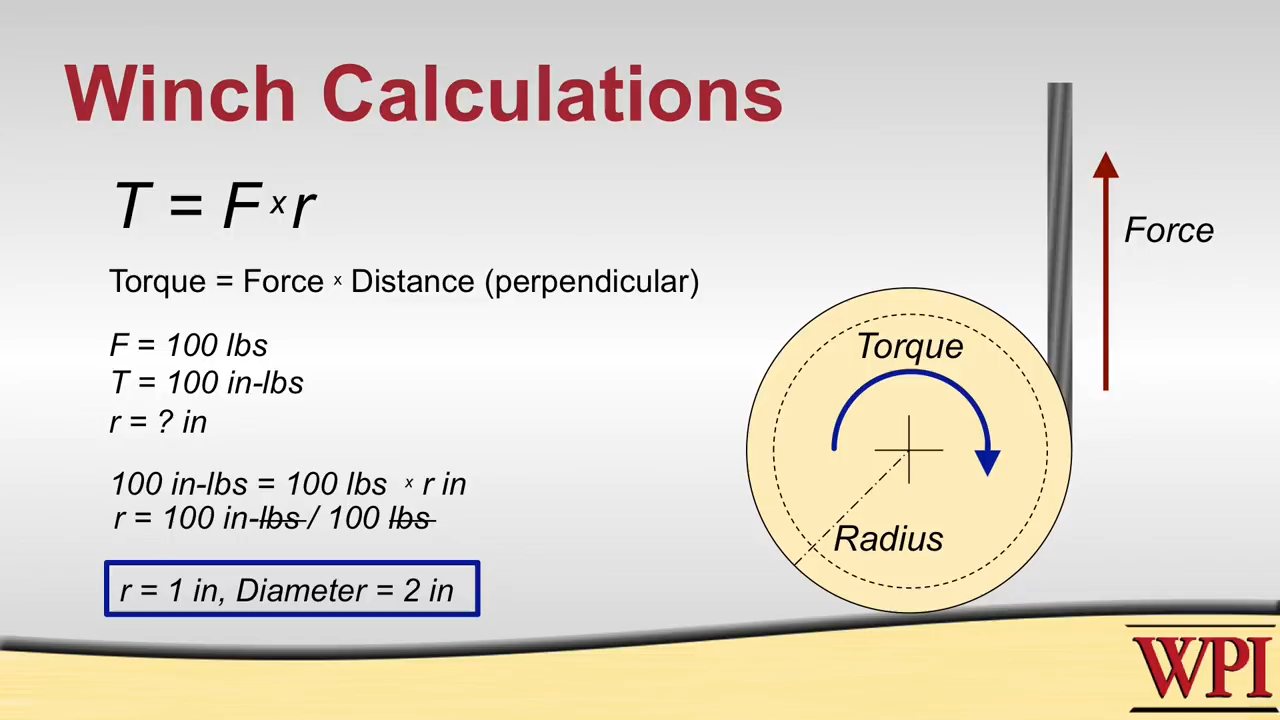 Winch Calculations
T = F x r
Torque = Force x Distance (perpendicular)
F = 100 lbs
T = 100 in-lbs
r = ? in
100 in-lbs = 100 lbs x r in
r = 100 in-lbs / 100 lbs
r = 1 in, Diameter = 2 in
Force
Torque
Radius
WPI